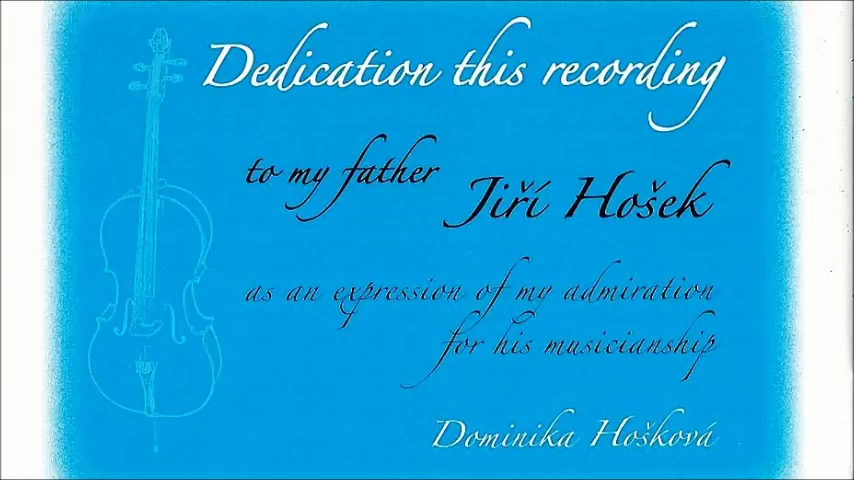 Dedication this recording
to my father
Jiří Hošek
as an expression of my admiration
for his musicianship
Dominika Hošková